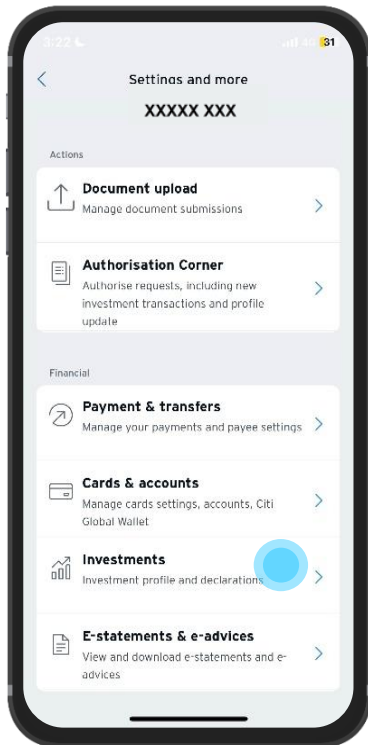 3:22
4G 31
Settings and more
XXXXX XXX
Actions
Document upload
Manage document submissions
Authorisation Corner
Authorise requests, including new
investment transactions and profile
update
Financial
Payment & transfers
Manage your payments and payee settings
Cards & accounts
Manage cards settings, accounts, Citi
Global Wallet
Investments
Investment profile and declarations
E-statements & e-advices
View and download e-statements and e-
advices